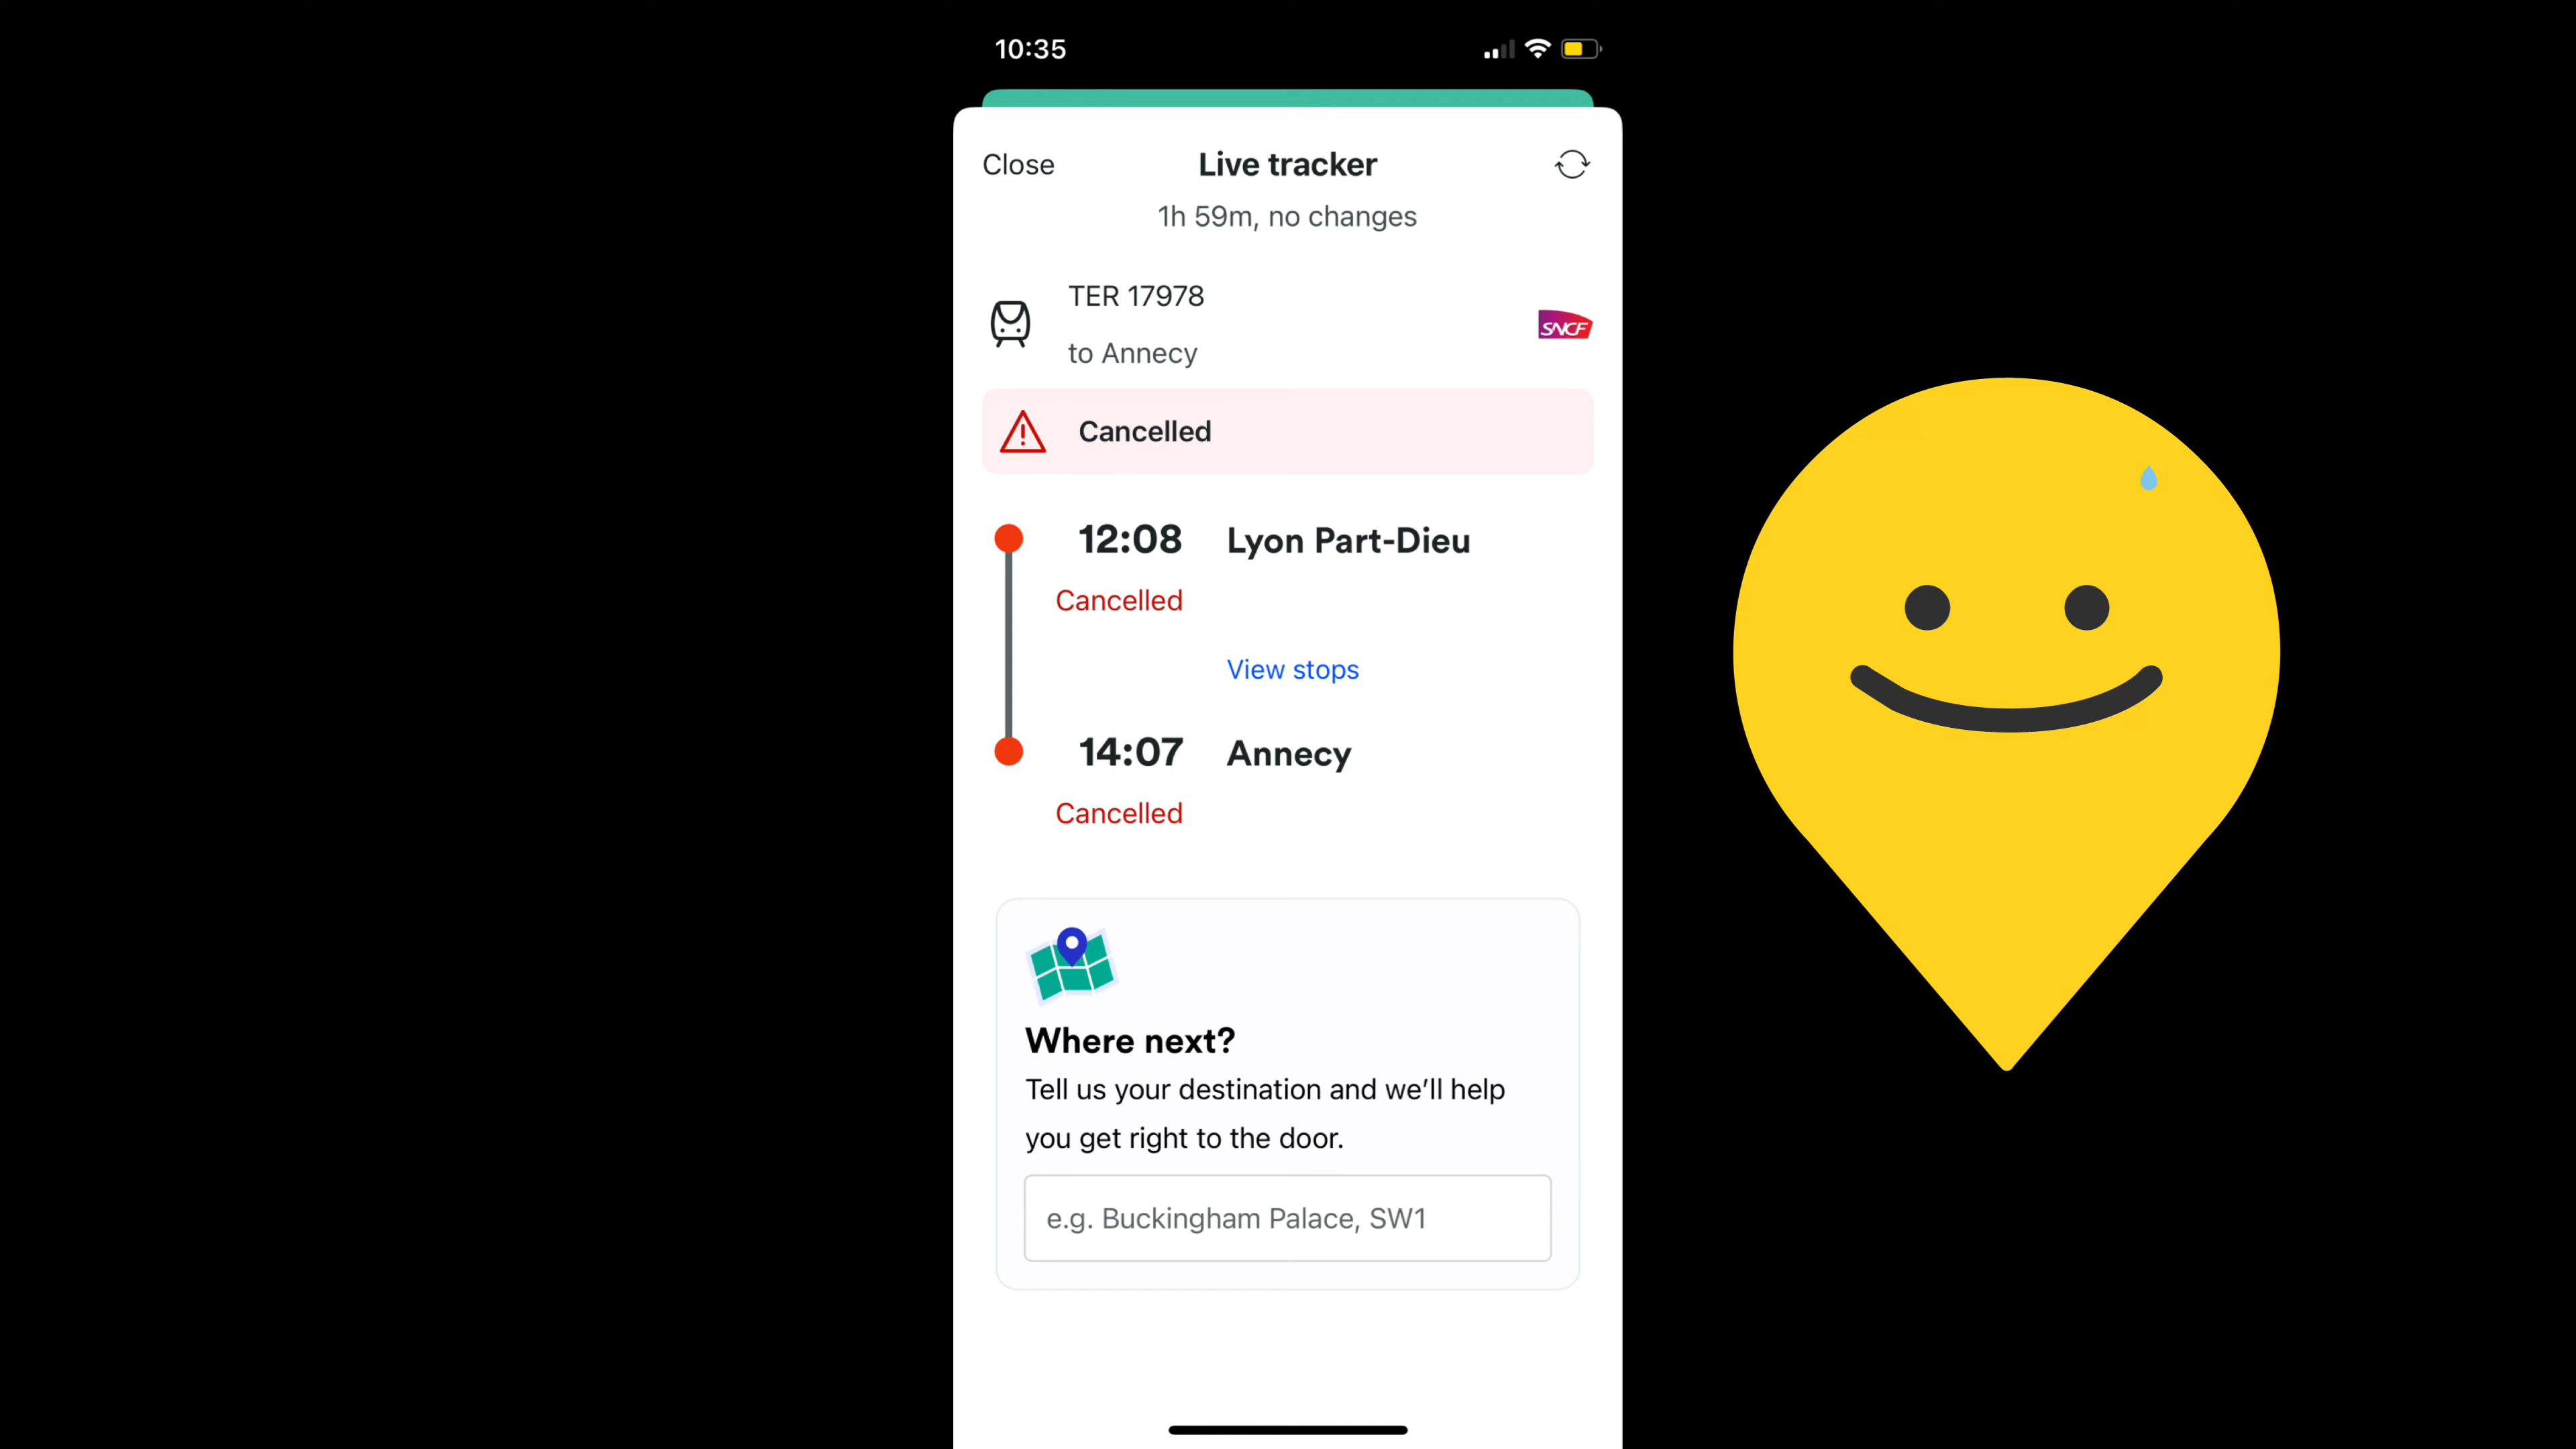 10:35
Close
Live tracker
1h 59m, no changes
TER 17978
to Annecy
SNCF
Cancelled
12:08 Lyon Part-Dieu
Cancelled
View stops
14:07 Annecy
Cancelled
Where next?
Tell us your destination and we’ll help
you get right to the door.
e.g. Buckingham Palace, SW1